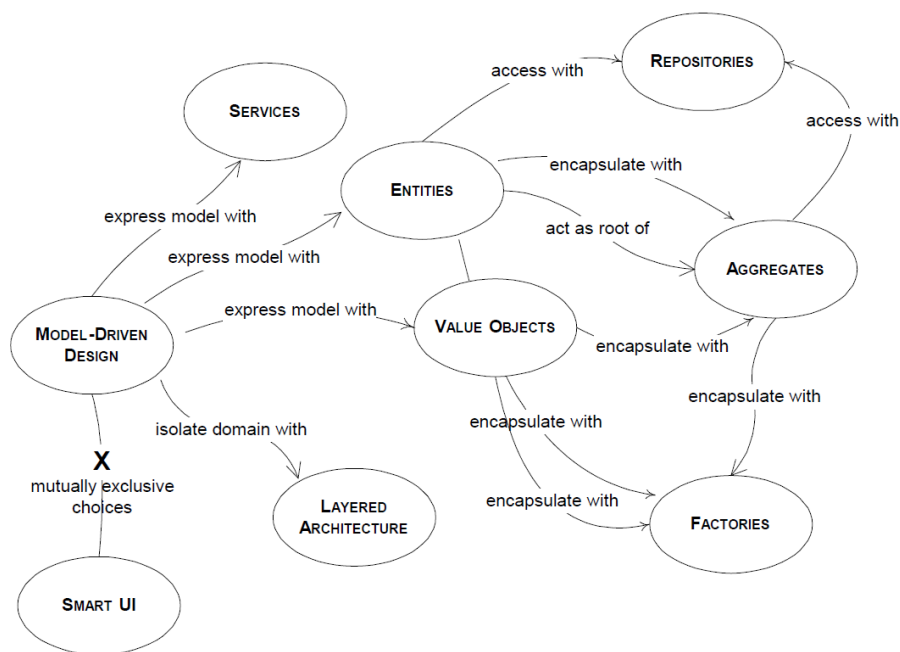 REPOSITORIES
access with
SERVICES
access with
encapsulate with
ENTITIES
express model with
act as root of
express model with
AGGREGATES
express model with
VALUE OBJECTS
MODEL-DRIVEN
DESIGN
encapsulate with
encapsulate with
encapsulate with
isolate domain with
X
mutually exclusive
choices
encapsulate with
LAYERED
ARCHITECTURE
FACTORIES
SMART UI